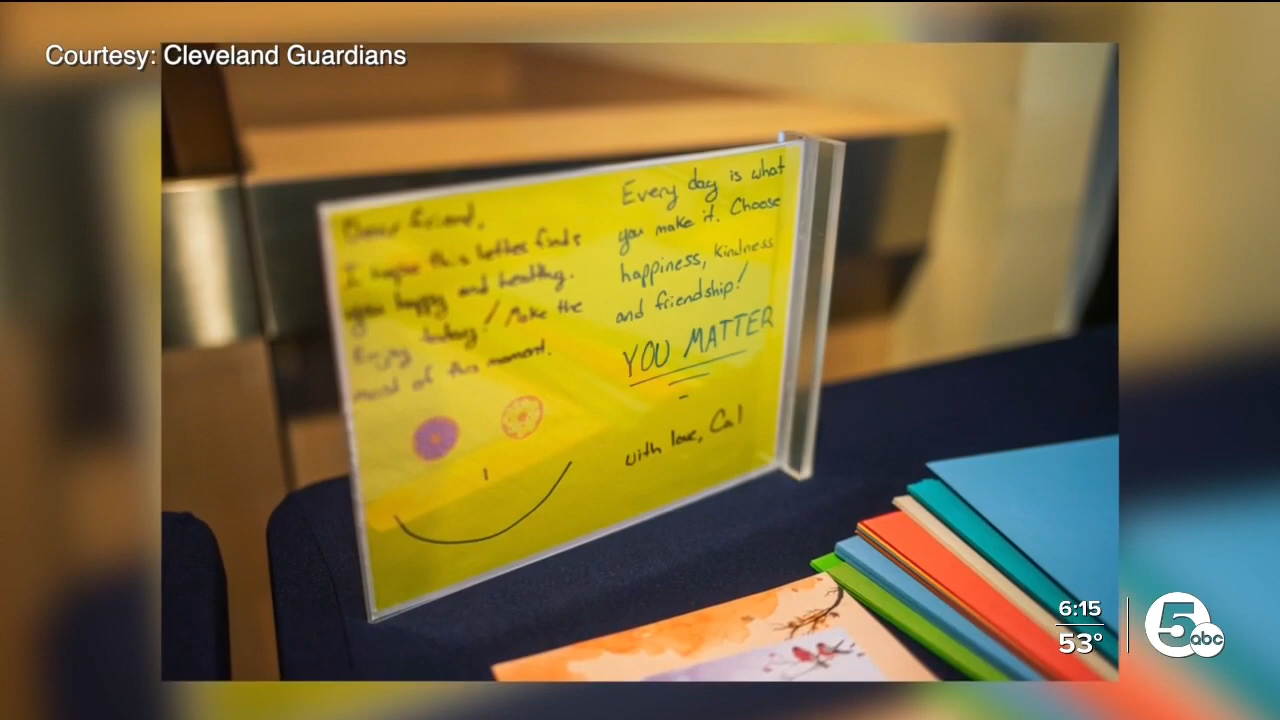 Courtesy: Cleveland Guardians
Dear friend,
I hope this letter finds
you happy and healthy.
Enjoy today! Make the
most of this moment.
Every day is what
you make it. Choose
happiness, kindness
and friendship!
YOU MATTER
with love, Cal
6:15
53°
5 abc